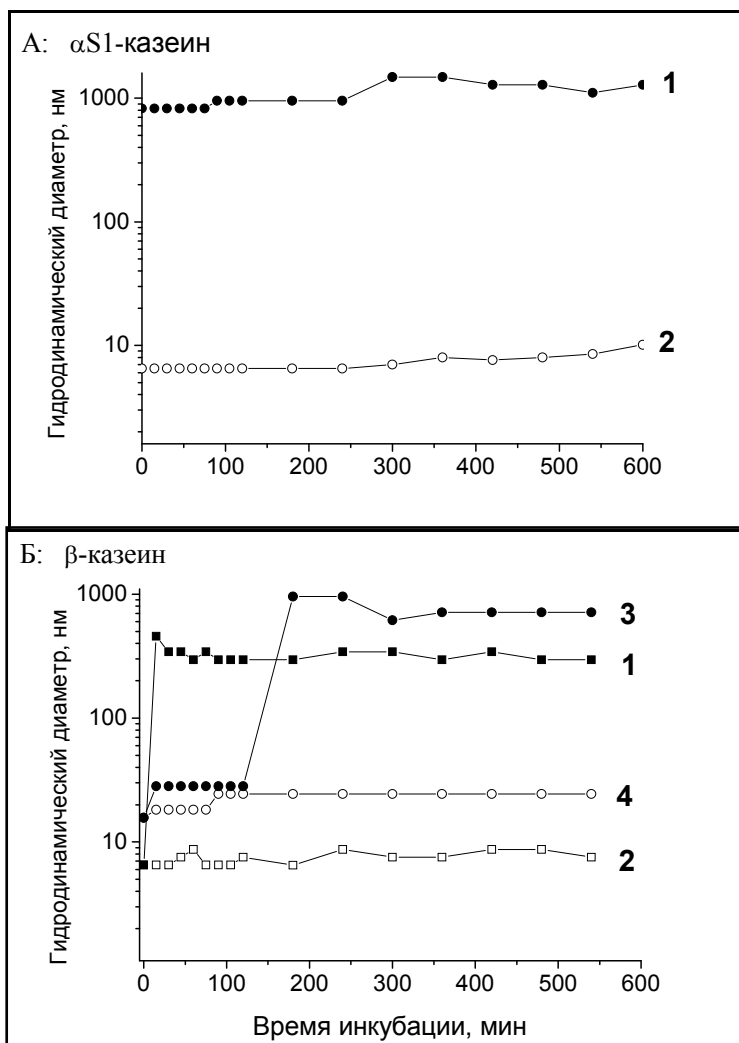 А: αS1-казеин
Гидродинамический диаметр, нм
1000
100
10
1
2
0 100 200 300 400 500 600
Б: β-казеин
Гидродинамический диаметр, нм
1000
100
10
3
1
4
2
0 100 200 300 400 500 600
Время инкубации, мин